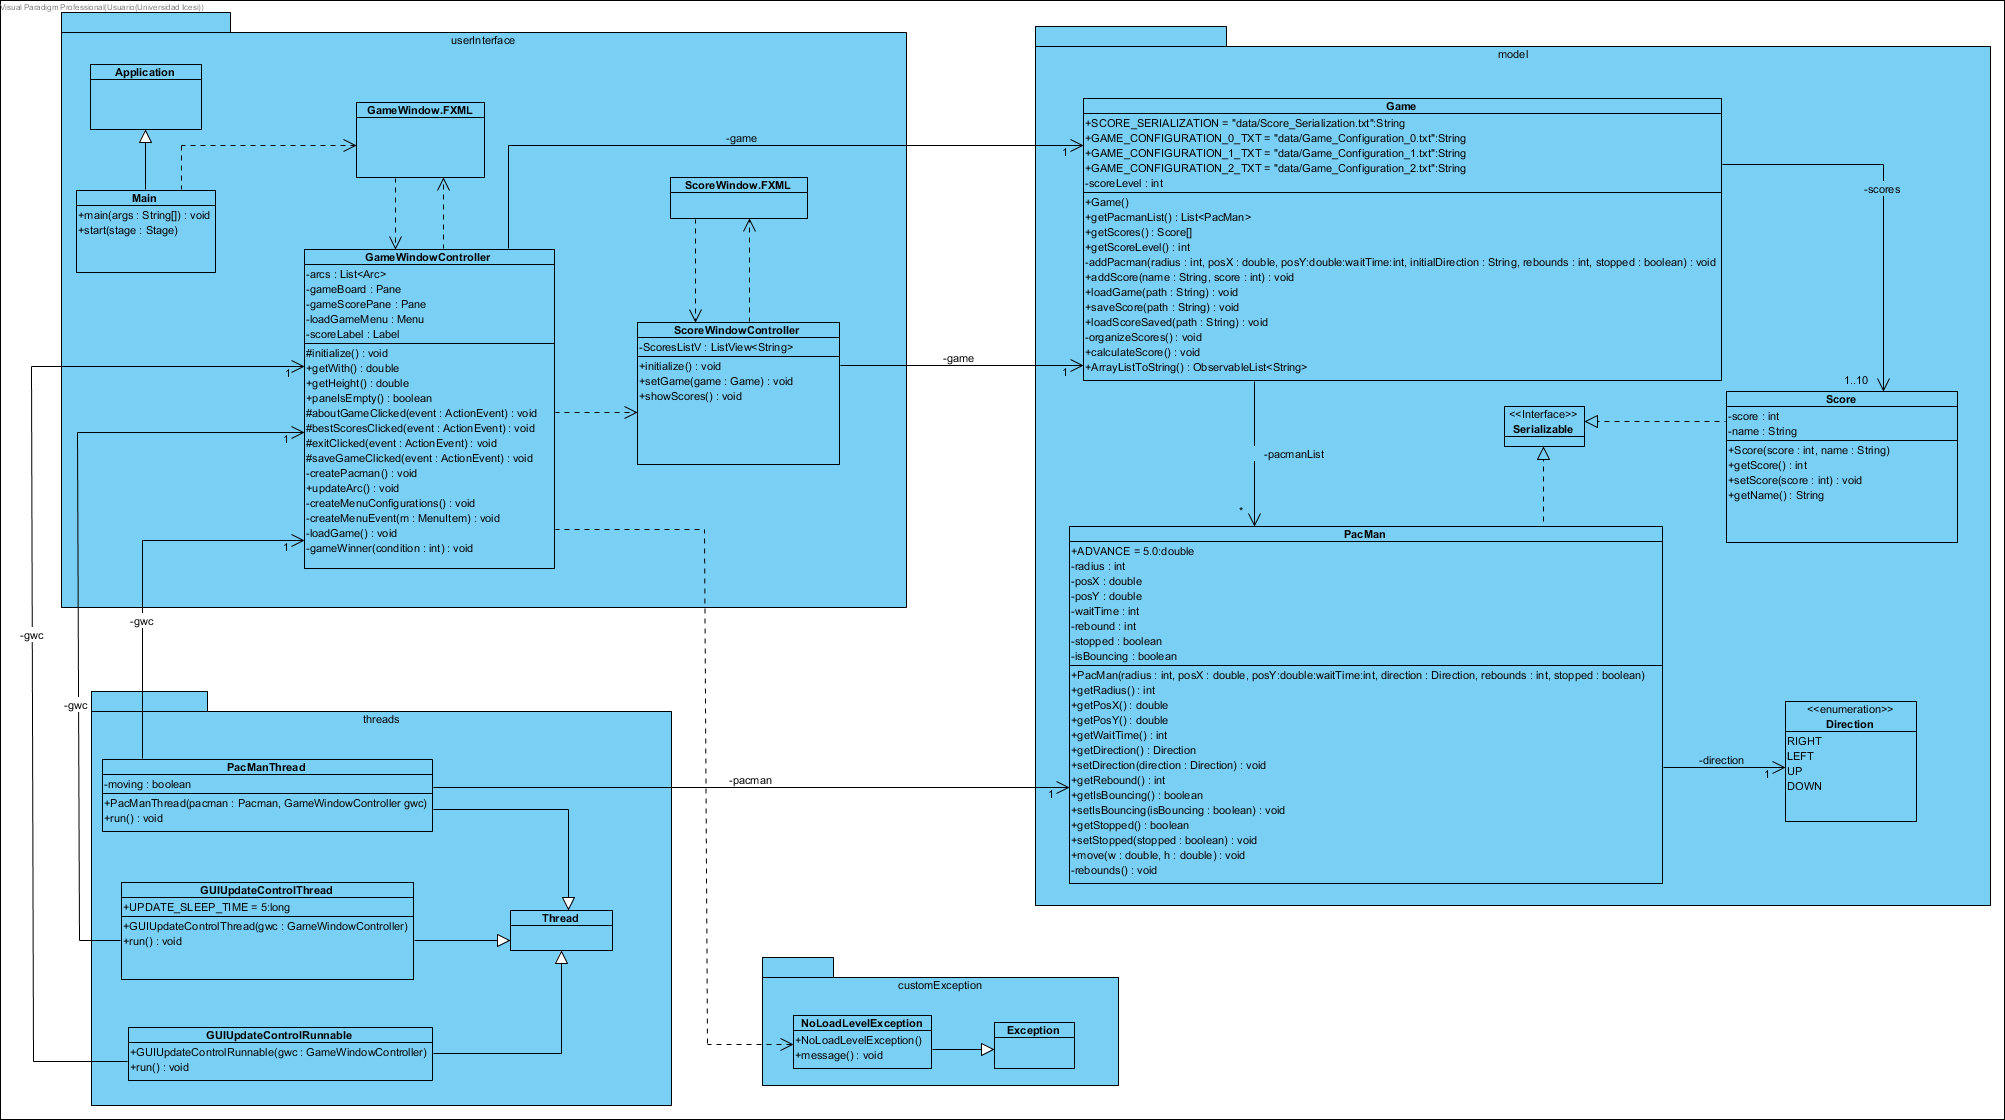 Visual Paradigm Professional(Usuario(Universidad Icesi))
userInterface
Application
Main
+main(args : String[]) : void
+start(stage : Stage)
GameWindow.FXML
GameWindowController
-arcs : List<Arc>
-gameBoard : Pane
-gameScorePane : Pane
-loadGameMenu : Menu
-scoreLabel : Label
#initialize() : void
+getWith() : double
+getHeight() : double
+paneIsEmpty() : boolean
#aboutGameClicked(event : ActionEvent) : void
#bestScoresClicked(event : ActionEvent) : void
#exitClicked(event : ActionEvent) : void
#saveGameClicked(event : ActionEvent) : void
-createPacman() : void
+updateArc() : void
-createMenuConfigurations() : void
-createMenuEvent(m : MenuItem) : void
-loadGame() : void
-gameWinner(condition : int) : void
ScoreWindow.FXML
ScoreWindowController
-ScoresListV : ListView<String>
+initialize() : void
+setGame(game : Game) : void
+showScores() : void
-game
1
-game
1
model
Game
+SCORE_SERIALIZATION = "data/Score_Serialization.txt":String
+GAME_CONFIGURATION_0_TXT = "data/Game_Configuration_0.txt":String
+GAME_CONFIGURATION_1_TXT = "data/Game_Configuration_1.txt":String
+GAME_CONFIGURATION_2_TXT = "data/Game_Configuration_2.txt":String
-scoreLevel : int
+Game()
+getPacmanList() : List<PacMan>
+getScores() : Score[]
+getScoreLevel() : int
-addPacman(radius : int, posX : double, posY:double:waitTime:int, initialDirection : String, rebounds : int, stopped : boolean) : void
+addScore(name : String, score : int) : void
+loadGame(path : String) : void
+saveScore(path : String) : void
+loadScoreSaved(path : String) : void
-organizeScores() : void
+calculateScore() : void
+ArrayListToString() : ObservableList<String>
-scores
1..10
Score
-score : int
-name : String
+Score(score : int, name : String)
+getScore() : int
+setScore(score : int) : void
+getName() : String
<<Interface>>
Serializable
-pacmanList
*
PacMan
+ADVANCE = 5.0:double
-radius : int
-posX : double
-posY : double
-waitTime : int
-rebound : int
-stopped : boolean
-isBouncing : boolean
+PacMan(radius : int, posX : double, posY:double:waitTime:int, direction : Direction, rebounds : int, stopped : boolean)
+getRadius() : int
+getPosX() : double
+getPosY() : double
+getWaitTime() : int
+getDirection() : Direction
+setDirection(direction : Direction) : void
+getRebound() : int
+getIsBouncing() : boolean
+setIsBouncing(isBouncing : boolean) : void
+getStopped() : boolean
+setStopped(stopped : boolean) : void
+move(w : double, h : double) : void
-rebounds() : void
-direction
1
<<enumeration>>
Direction
RIGHT
LEFT
UP
DOWN
1
1
1
-gwc
-gwc
-gwc
threads
PacManThread
-moving : boolean
+PacManThread(pacman : Pacman, GameWindowController gwc)
+run() : void
-pacman
1
GUIUpdateControlThread
+UPDATE_SLEEP_TIME = 5:long
+GUIUpdateControlThread(gwc : GameWindowController)
+run() : void
Thread
GUIUpdateControlRunnable
+GUIUpdateControlRunnable(gwc : GameWindowController)
+run() : void
customException
NoLoadLevelException
+NoLoadLevelException()
+message() : void
Exception